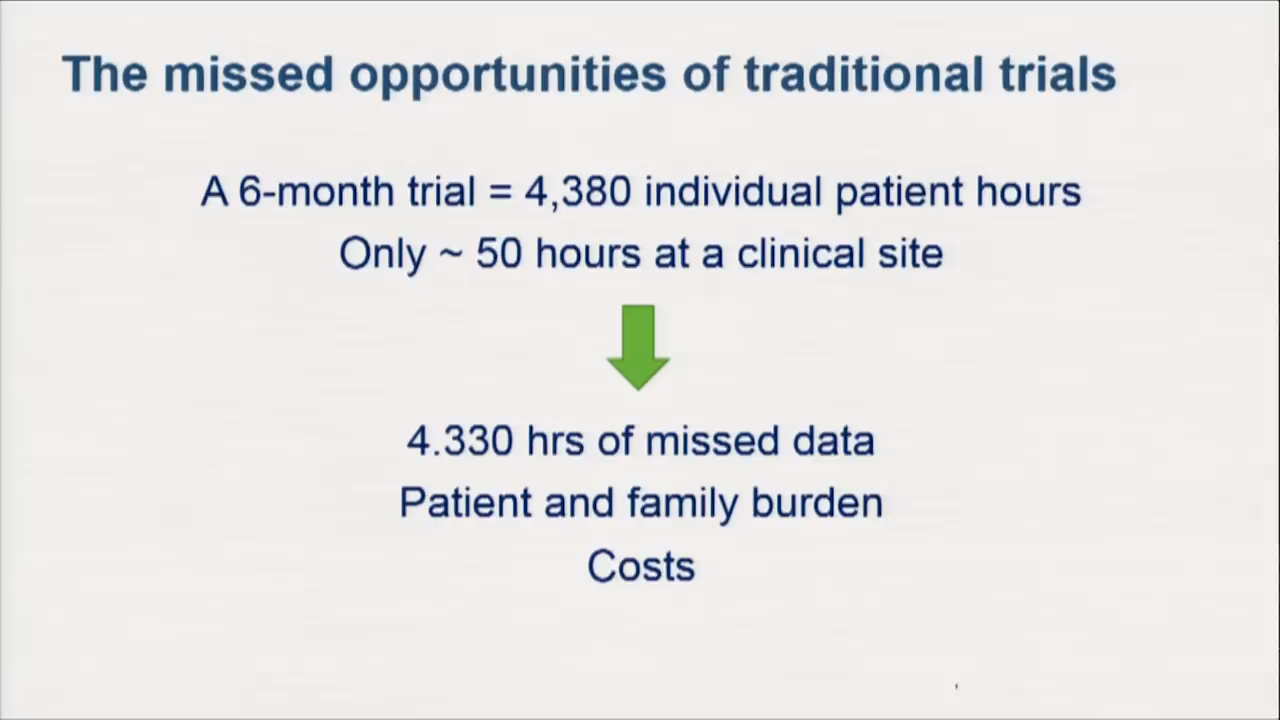 The missed opportunities of traditional trials
A 6-month trial = 4,380 individual patient hours
Only ~ 50 hours at a clinical site
4.330 hrs of missed data
Patient and family burden
Costs